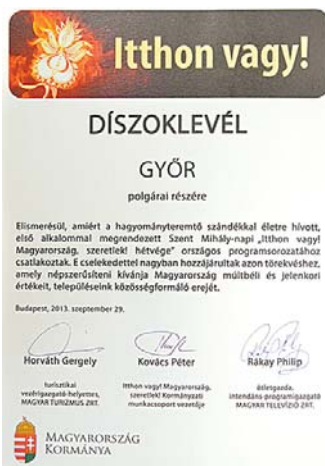 Itthon vagy!
DÍSZOKLEVÉL
GYŐR
polgárai részére
Elismerésül, amiért a hagyományteremtő szándékkal életre hívott,
első alkalommal megrendezett Szent Mihály-napi „Itthon vagy!
Magyarország, szeretlek! hétvége" országos programsorozatához
csatlakoztak. E cselekedettel nagyban hozzájárultak azon törekvéshez,
amely népszerűsíteni kívánja Magyarország múltbéli és jelenkori
értékeit, településeink közösségformáló erejét.
Budapest, 2013. szeptember 29.
Horváth Gergely
turisztikai
vezérigazgató-helyettes,
MAGYAR TURIZMUS ZRT.
Kovács Péter
Itthon vagy! Magyarország,
szeretlek! Kormányzati
munkacsoport vezetője
Rákay Philip
ötletgazda,
intendáns-programigazgató
MAGYAR TELEVÍZIÓ ZRT.
MAGYARORSZÁG
KORMÁNYA